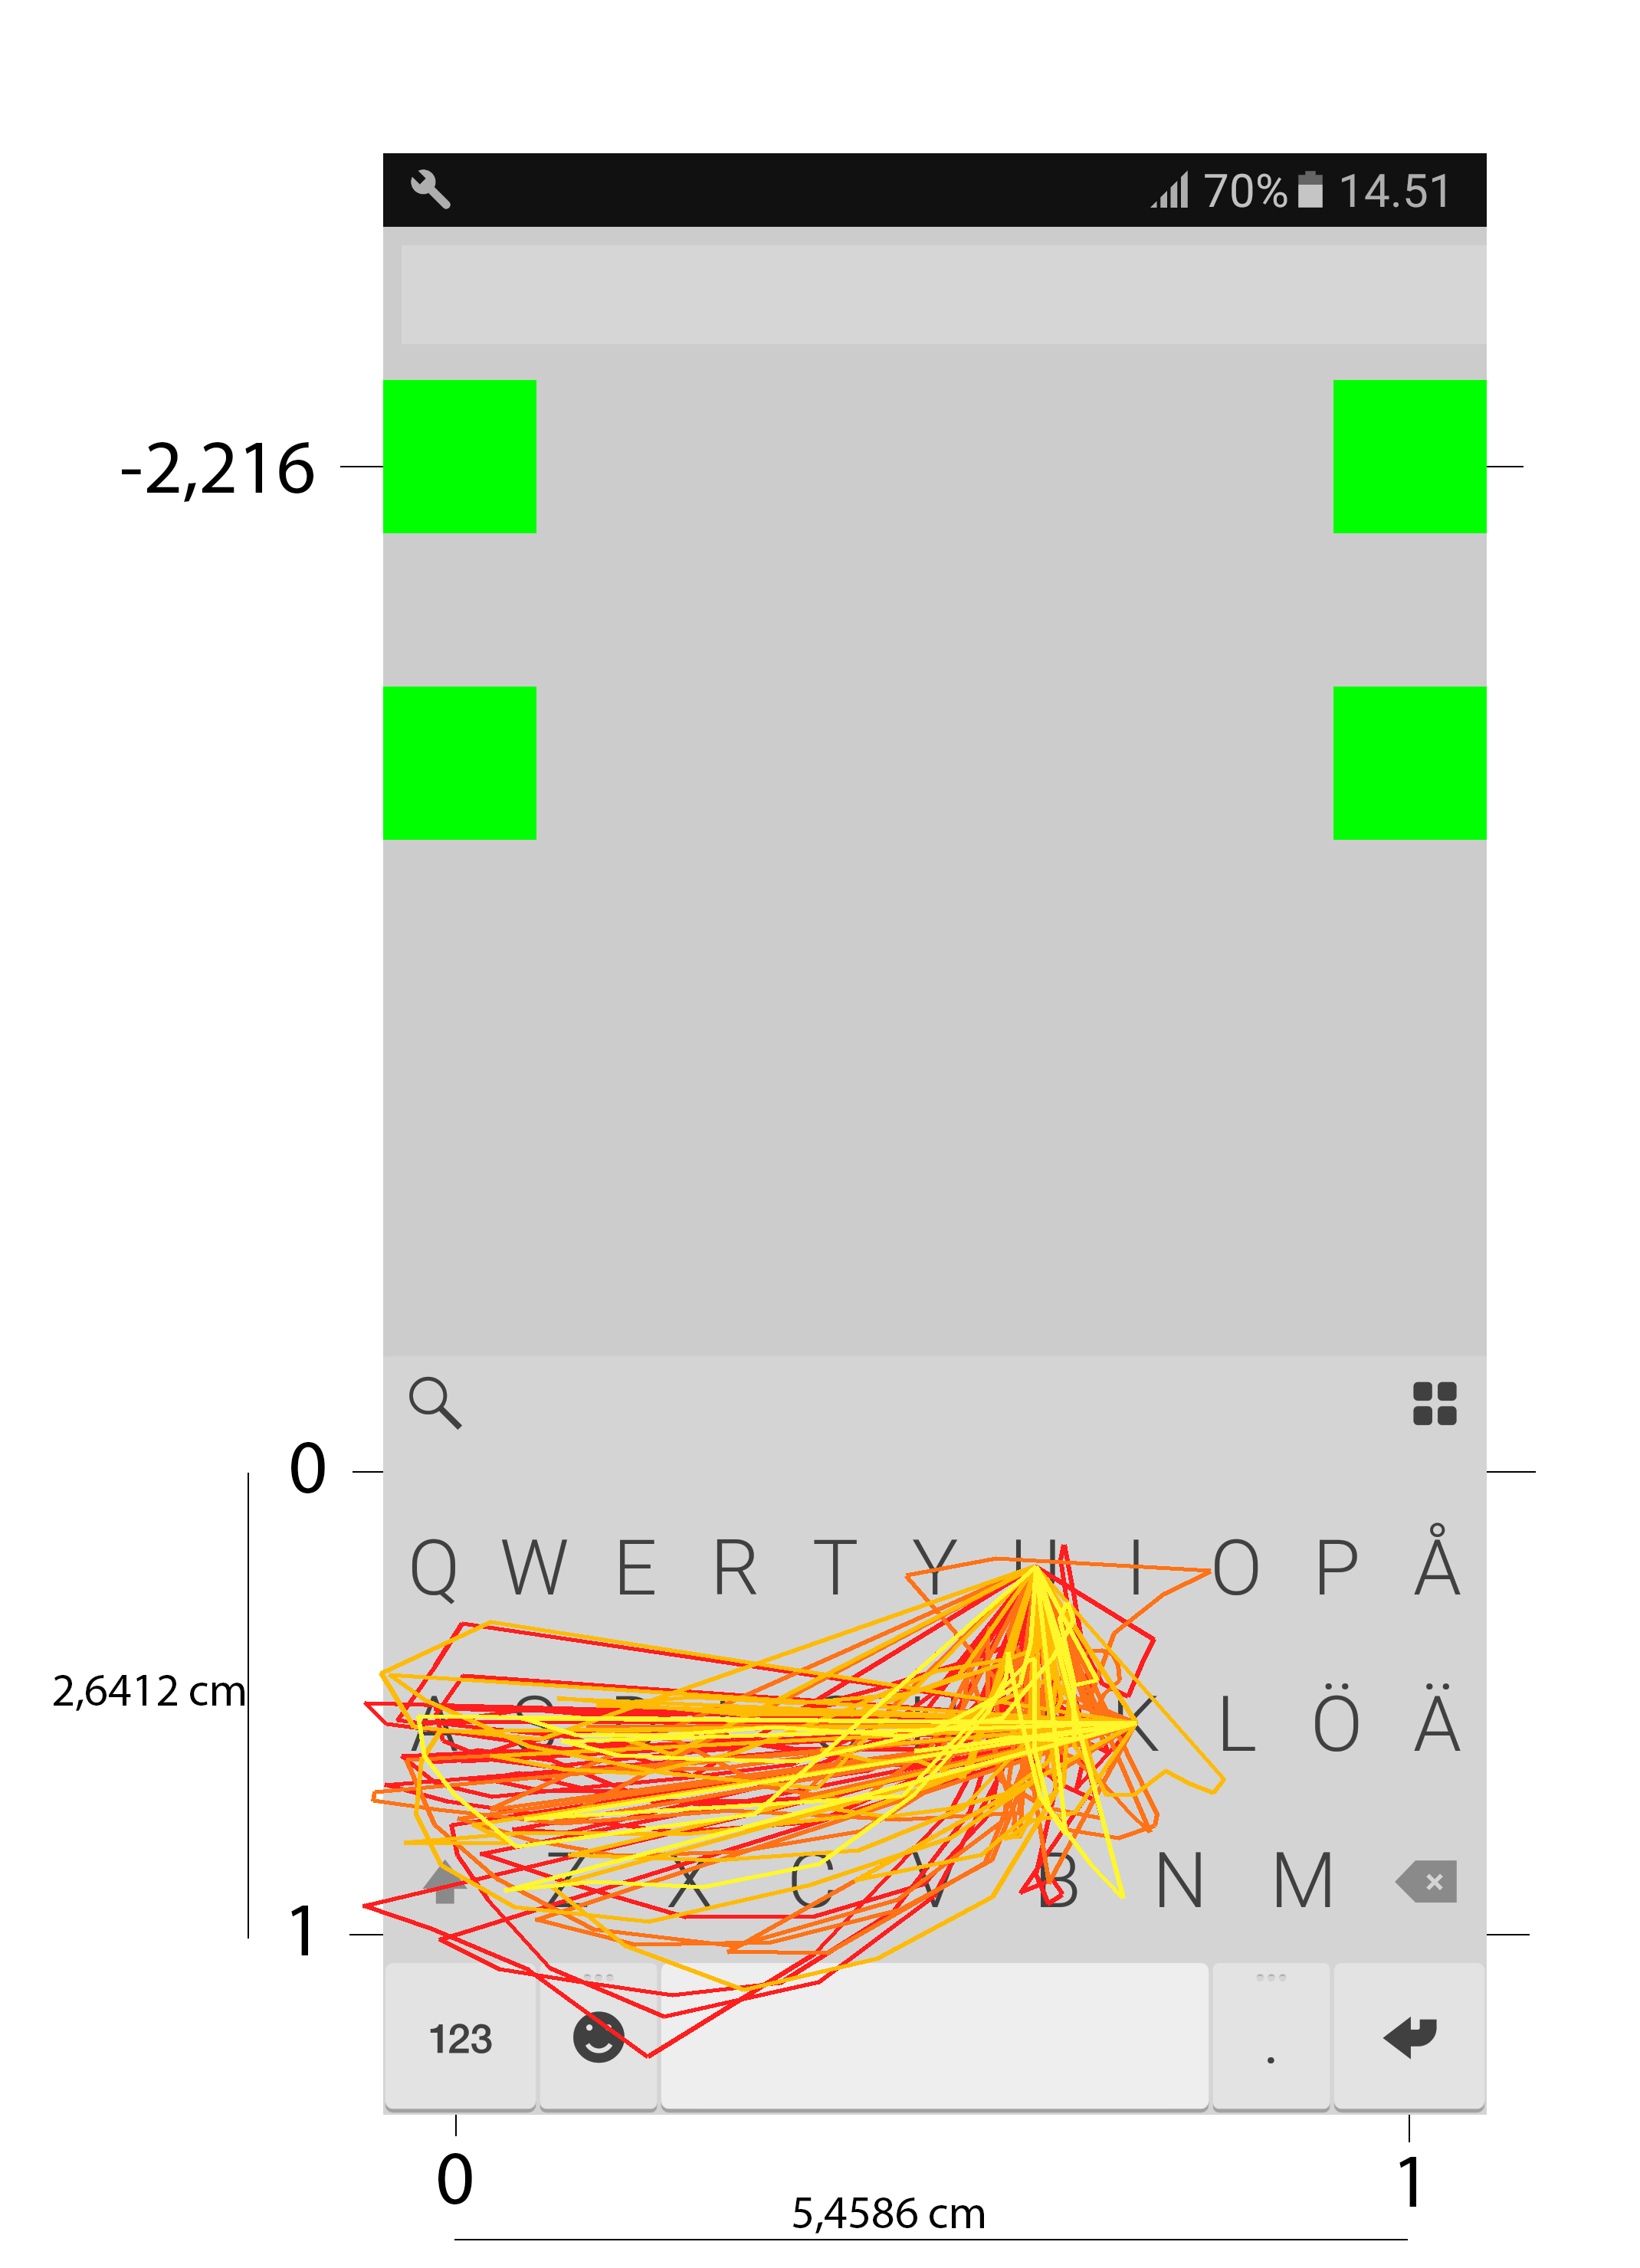 70% 14.51
-2,216
0
Q W E R T Y U I O P Å
2,6412 cm
A S D K L Ö Ä
Z X C V B N M
1
123 .
0 1
5,4586 cm